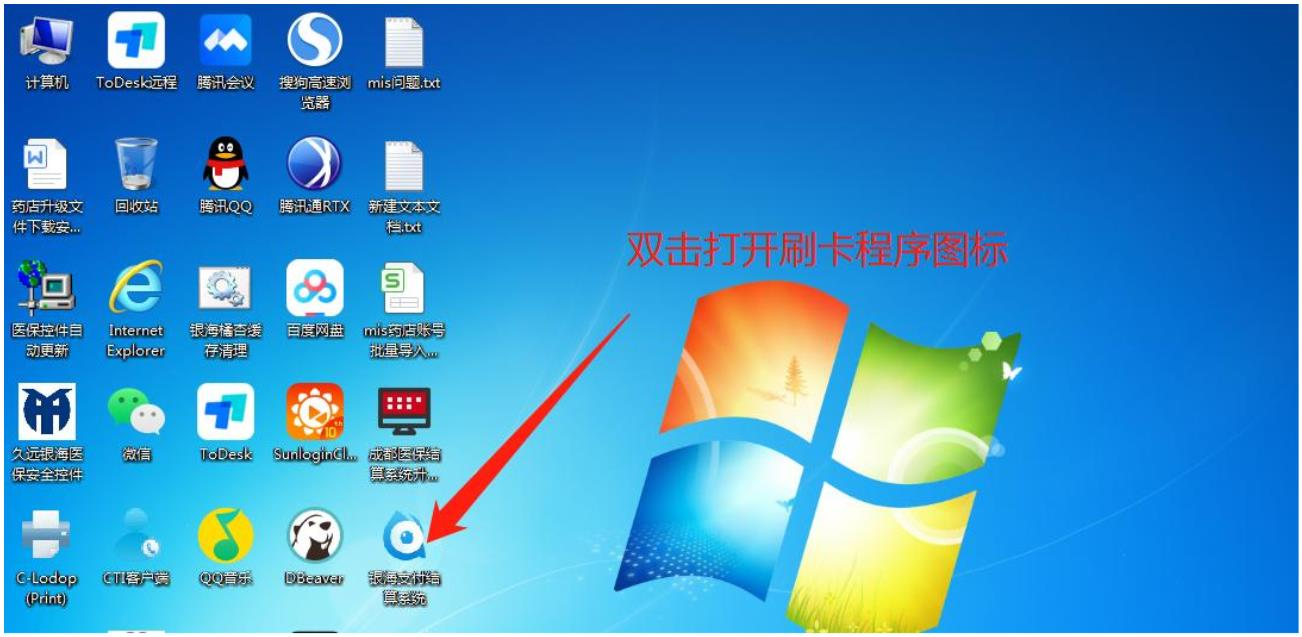 计算机
ToDesk远程
腾讯会议
搜狗高速浏
览器
mis问题.txt
药店升级文
件下载安...
回收站
腾讯QQ
腾讯通RTX
新建文本文
档.txt
双击打开刷卡程序图标
医保控件自
动更新
Internet
Explorer
银海橘杏缓
存清理
百度网盘
mis药店账号
批量导入...
久远银海医
保安全控件
微信
ToDesk
SunloginCl...
成都医保结
算系统升...
C-Lodop
(Print)
CTI客户端
QQ音乐
DBeaver
银海支付结
算系统